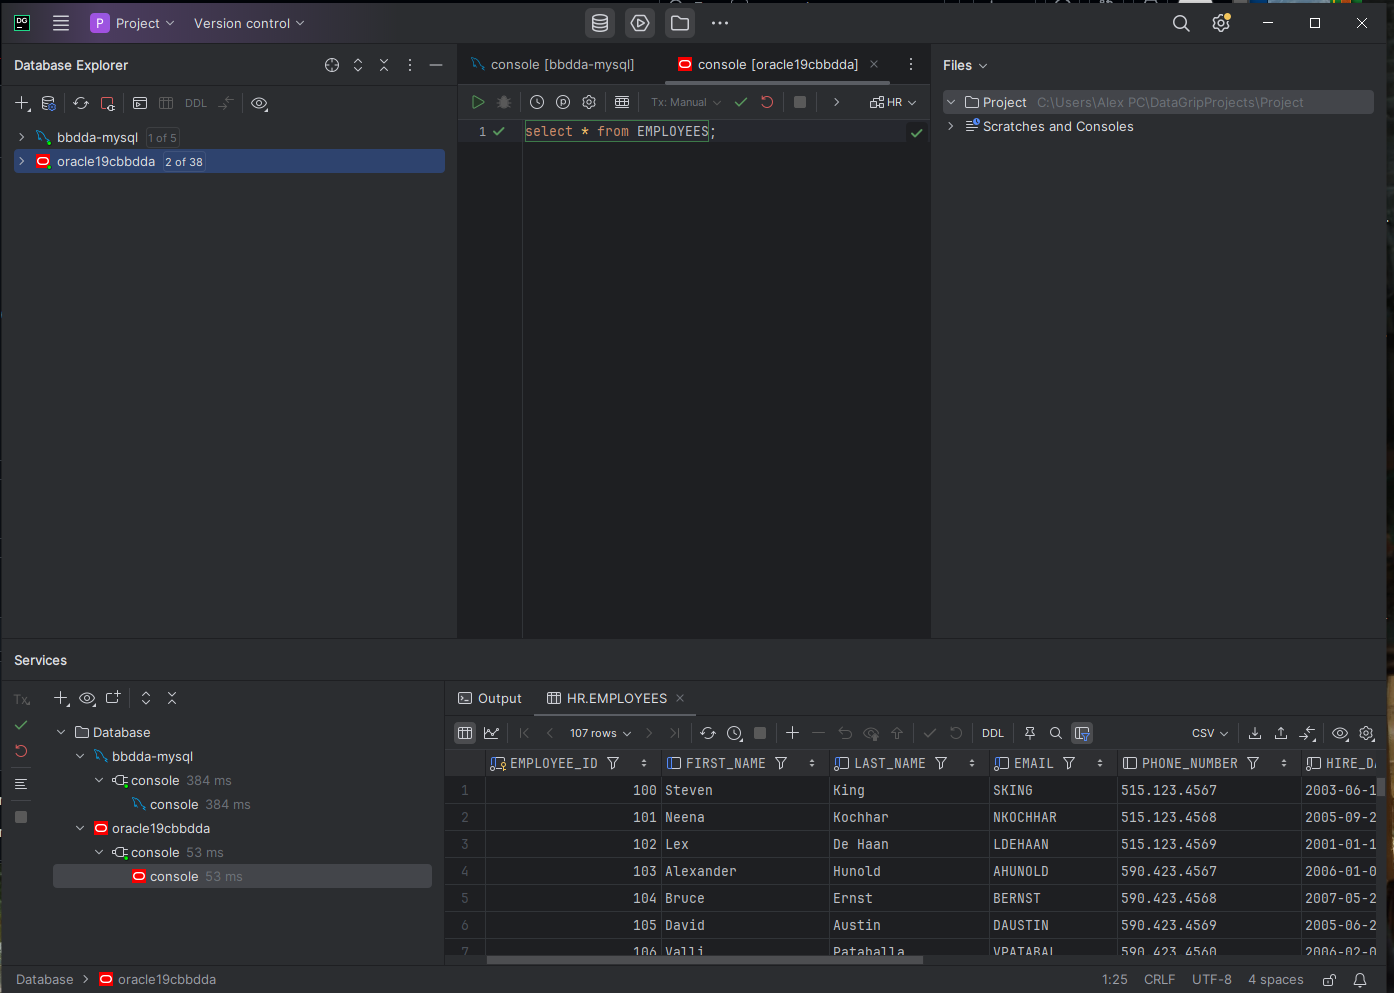 DG
P Project
Version control
Database Explorer
DDL
bbdda-mysql 1 of 5
oracle19cbbdda 2 of 38
console [bbdda-mysql]
console [oracle19cbbdda]
Tx: Manual
HR
1 select * from EMPLOYEES;
Files
Project C:\Users\Alex PC\DataGripProjects\Project
Scratches and Consoles
Services
Tx
Database
bbdda-mysql
console 384 ms
console 384 ms
oracle19cbbdda
console 53 ms
console 53 ms
Output
HR.EMPLOYEES
107 rows
DDL
CSV
EMPLOYEE_ID FIRST_NAME LAST_NAME EMAIL PHONE_NUMBER HIRE_DA
1 100 Steven King SKING 515.123.4567 2003-06-1
2 101 Neena Kochhar NKOCHHAR 515.123.4568 2005-09-2
3 102 Lex De Haan LDEHAAN 515.123.4569 2001-01-1
4 103 Alexander Hunold AHUNOLD 590.423.4567 2006-01-0
5 104 Bruce Ernst BERNST 590.423.4568 2007-05-2
6 105 David Austin DAUSTIN 590.423.4569 2005-06-2
7 106 Valli Pataballa VPATABAL 590.423.4560 2006-02-0
Database
oracle19cbbdda
1:25 CRLF UTF-8 4 spaces